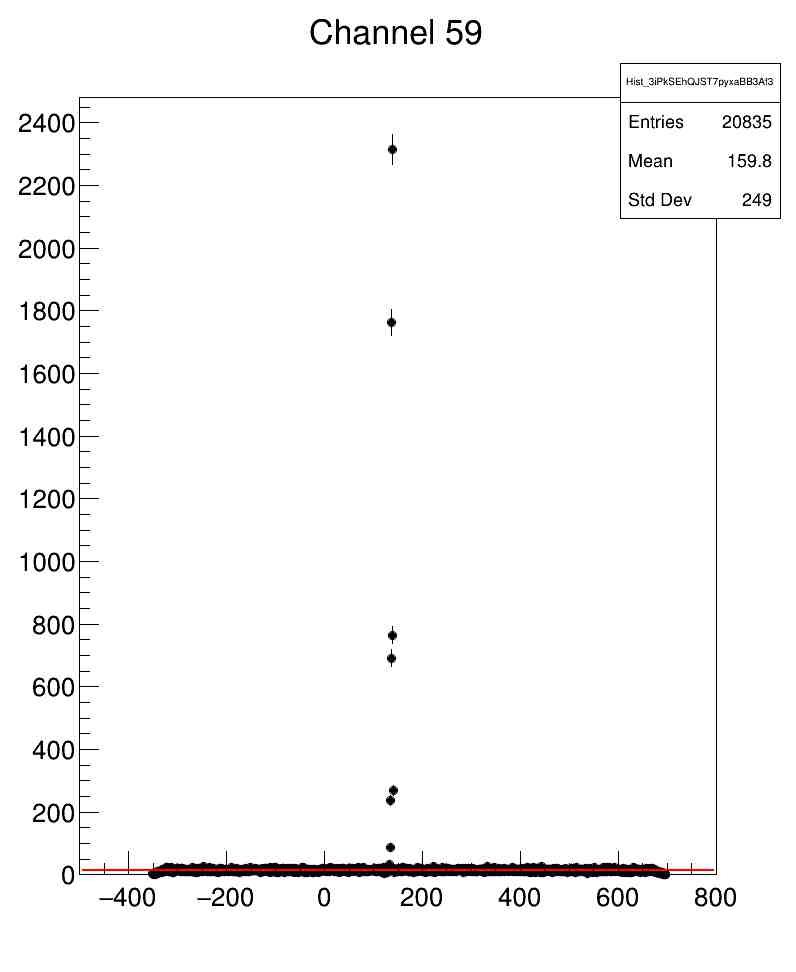 Channel 59
Hist_3iPkSEhQJST7pyxaBB3Af3
Entries 20835
Mean 159.8
Std Dev 249
2400
2200
2000
1800
1600
1400
1200
1000
800
600
400
200
0
−400 −200 0 200 400 600 800